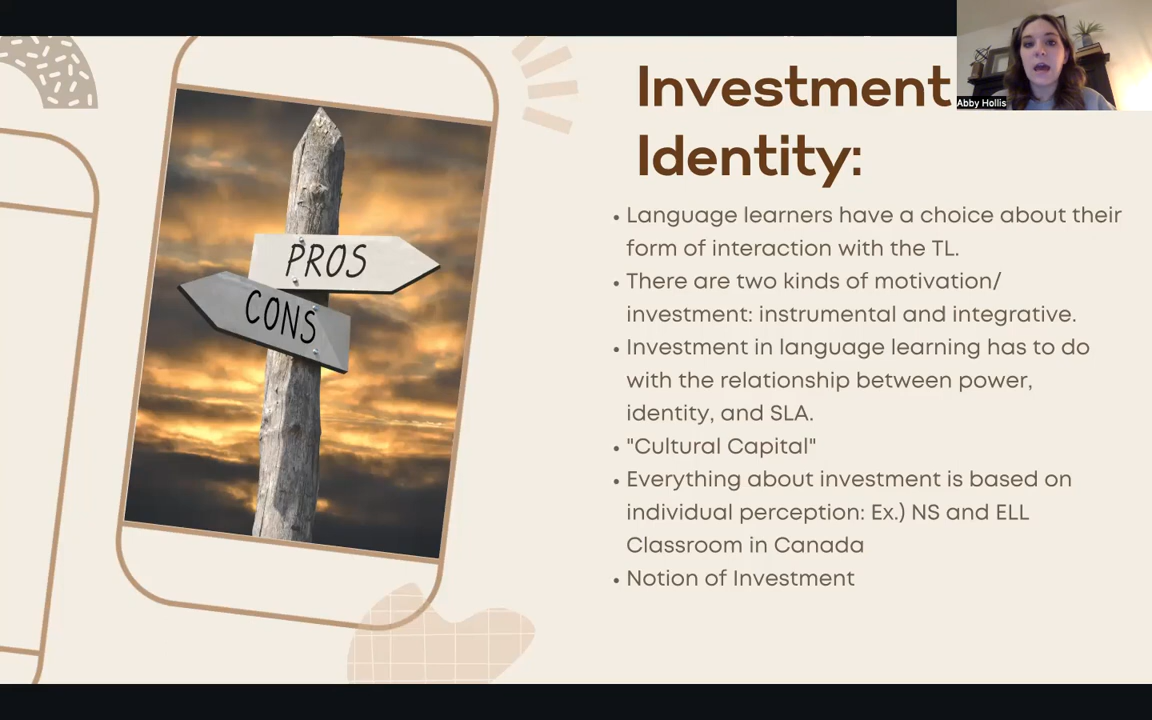 Investment
Identity:
Abby Hollis
PROS
CONS
• Language learners have a choice about their
form of interaction with the TL.
• There are two kinds of motivation/
investment: instrumental and integrative.
• Investment in language learning has to do
with the relationship between power,
identity, and SLA.
• "Cultural Capital"
• Everything about investment is based on
individual perception: Ex.) NS and ELL
Classroom in Canada
• Notion of Investment